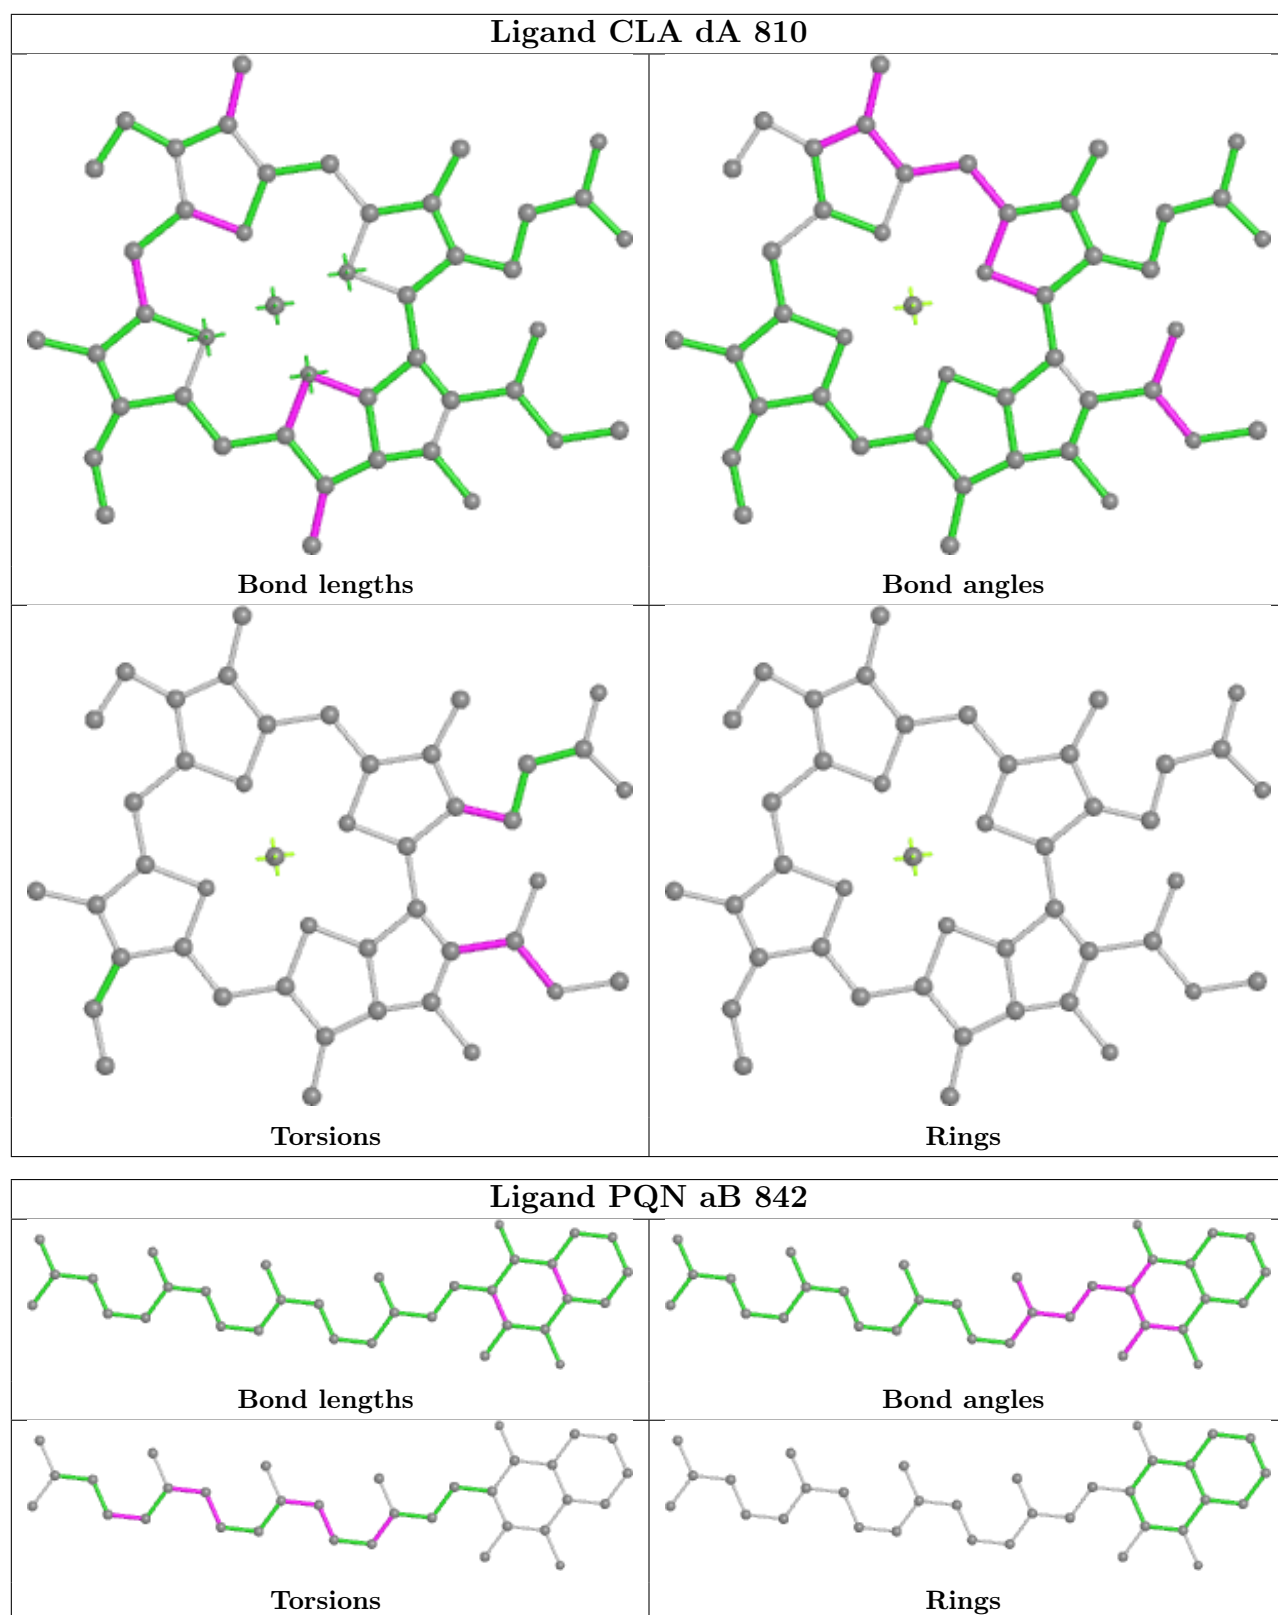 Ligand CLA dA 810
Bond lengths
Bond angles
Torsions
Rings
Ligand PQN aB 842
Bond lengths
Bond angles
Torsions
Rings